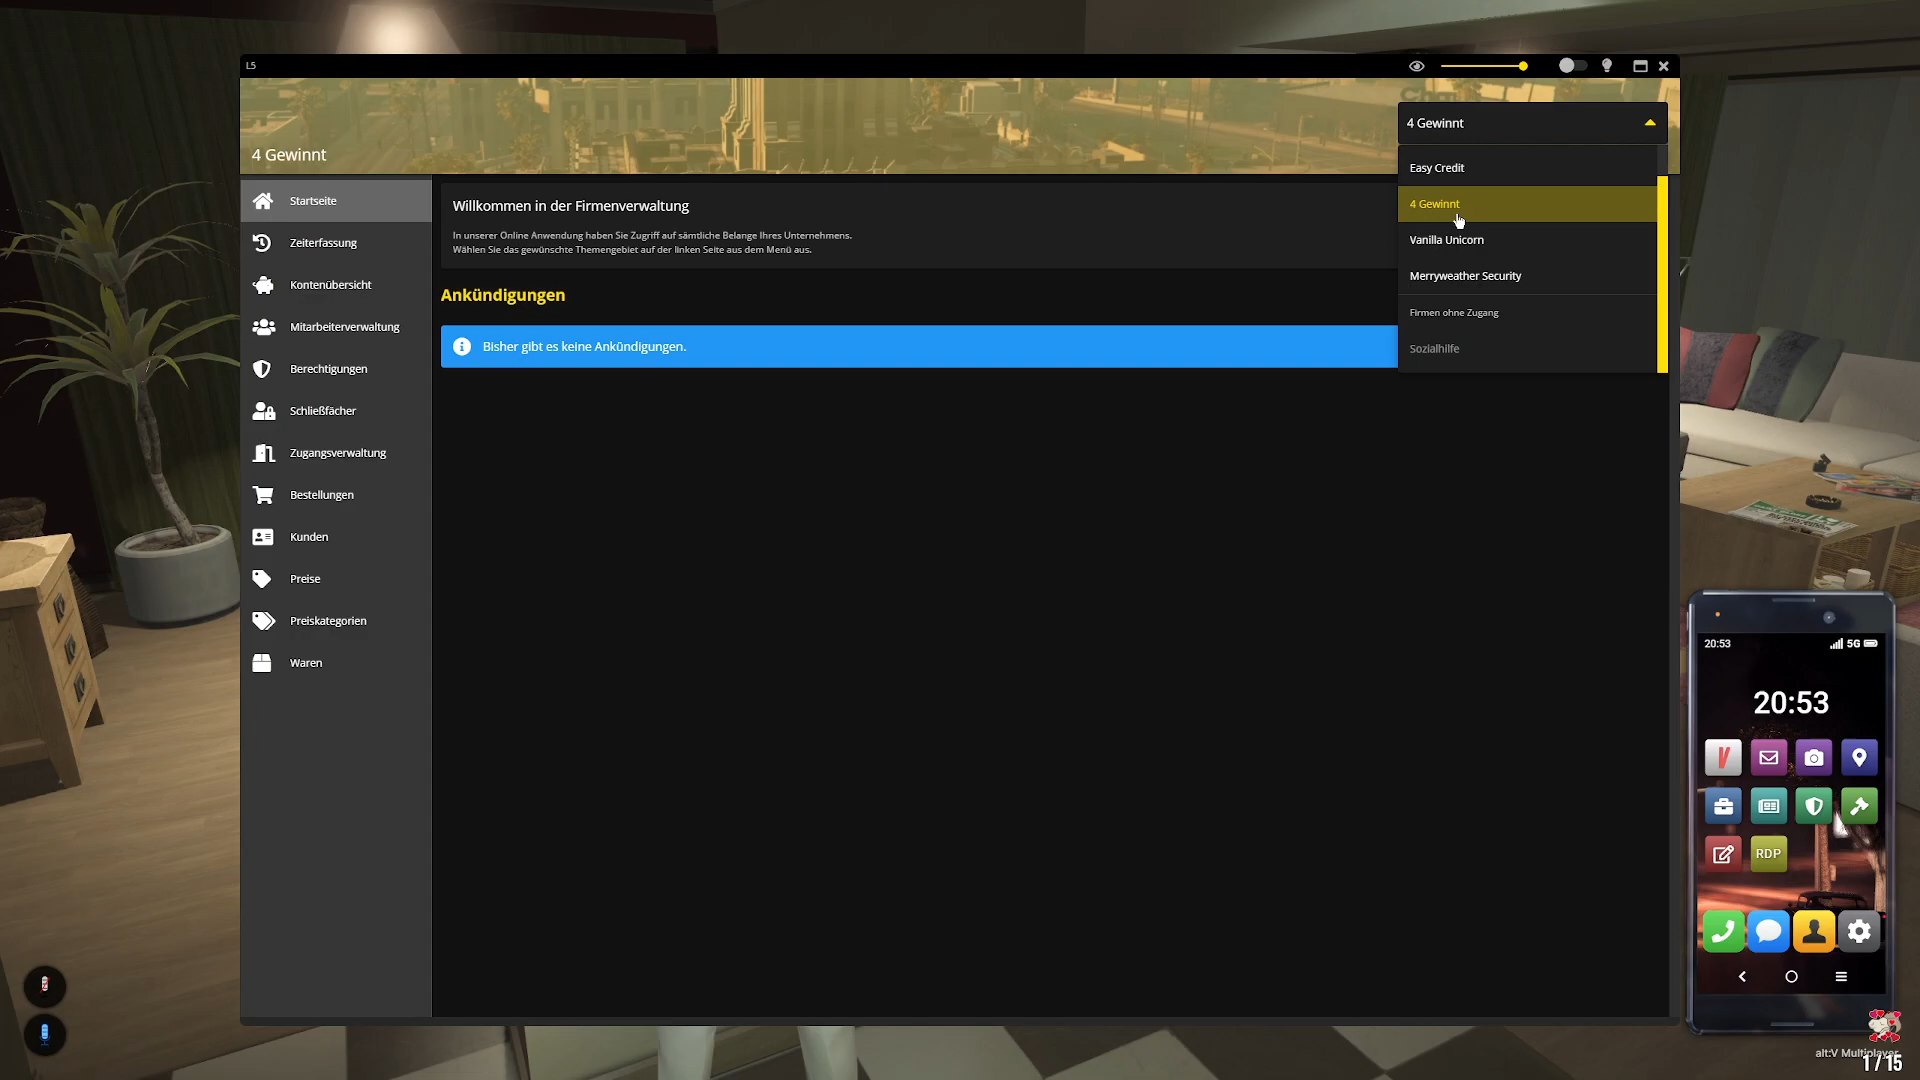 L5
4 Gewinnt
4 Gewinnt
Easy Credit
4 Gewinnt
Vanilla Unicorn
Merryweather Security
Firmen ohne Zugang
Sozialhilfe
Startseite
Zeiterfassung
Kontenübersicht
Mitarbeiterverwaltung
Berechtigungen
Schließfächer
Zugangsverwaltung
Bestellungen
Kunden
Preise
Preiskategorien
Waren
Willkommen in der Firmenverwaltung
In unserer Online Anwendung haben Sie Zugriff auf sämtliche Belange Ihres Unternehmens.
Wählen Sie das gewünschte Themengebiet auf der linken Seite aus dem Menü aus.
Ankündigungen
Bisher gibt es keine Ankündigungen.
20:53
5G
20:53
RDP
alt:V Multiplayer
1 / 15